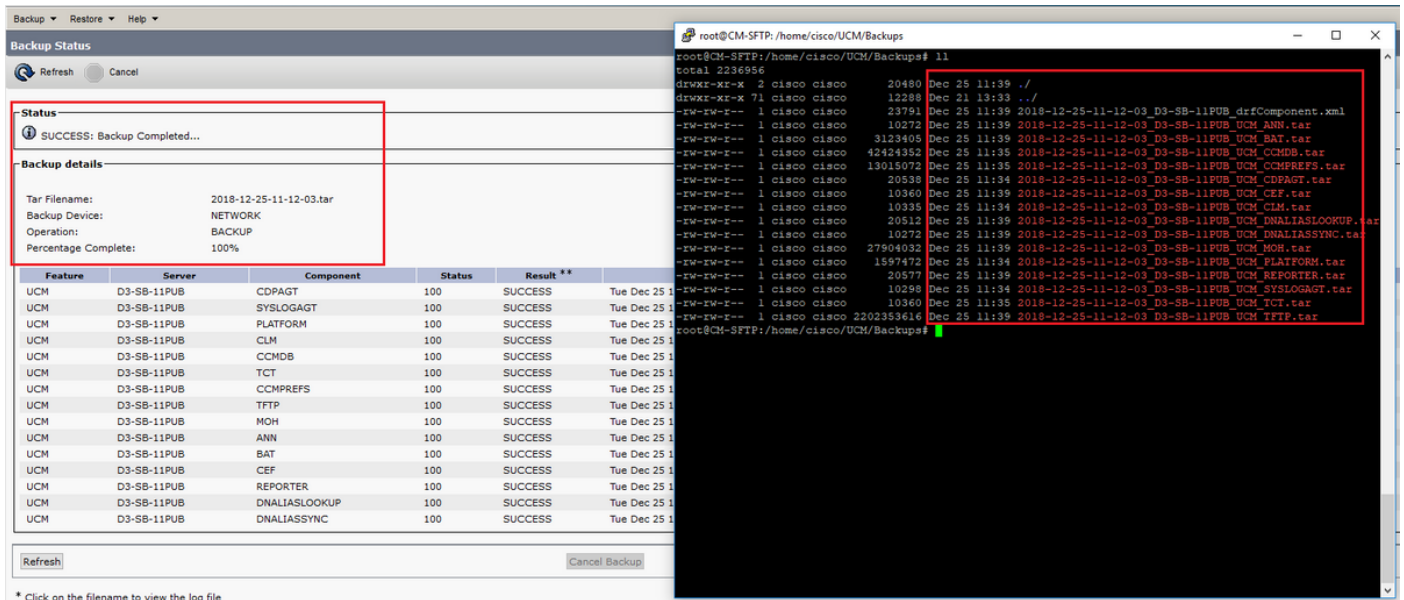 Backup Restore Help
Backup Status
Refresh Cancel
Status
SUCCESS: Backup Completed...
Backup details
Tar Filename: 2018-12-25-11-12-03.tar
Backup Device: NETWORK
Operation: BACKUP
Percentage Complete: 100%
Feature Server Component Status Result **
UCM D3-SB-11PUB CDPAGT 100 SUCCESS Tue Dec 25 1
UCM D3-SB-11PUB SYSLOGAGT 100 SUCCESS Tue Dec 25 1
UCM D3-SB-11PUB PLATFORM 100 SUCCESS Tue Dec 25 1
UCM D3-SB-11PUB CLM 100 SUCCESS Tue Dec 25 1
UCM D3-SB-11PUB CCMDB 100 SUCCESS Tue Dec 25 1
UCM D3-SB-11PUB TCT 100 SUCCESS Tue Dec 25 1
UCM D3-SB-11PUB CCMPREFS 100 SUCCESS Tue Dec 25 1
UCM D3-SB-11PUB TFTP 100 SUCCESS Tue Dec 25 1
UCM D3-SB-11PUB MOH 100 SUCCESS Tue Dec 25 1
UCM D3-SB-11PUB ANN 100 SUCCESS Tue Dec 25 1
UCM D3-SB-11PUB BAT 100 SUCCESS Tue Dec 25 1
UCM D3-SB-11PUB CEF 100 SUCCESS Tue Dec 25 1
UCM D3-SB-11PUB REPORTER 100 SUCCESS Tue Dec 25 1
UCM D3-SB-11PUB DNALIASLOOKUP 100 SUCCESS Tue Dec 25 1
UCM D3-SB-11PUB DNALIASSYNC 100 SUCCESS Tue Dec 25 1
Refresh Cancel Backup
* Click on the filename to view the log file
root@CM-SFTP: /home/cisco/UCM/Backups
root@CM-SFTP:/home/cisco/UCM/Backups# ll
total 2236956
drwxr-xr-x 2 cisco cisco 20480 Dec 25 11:39 ./
drwxr-xr-x 71 cisco cisco 12288 Dec 21 13:33 ../
-rw-rw-r-- 1 cisco cisco 23791 Dec 25 11:39 2018-12-25-11-12-03_D3-SB-11PUB_drfComponent.xml
-rw-rw-r-- 1 cisco cisco 10272 Dec 25 11:39 2018-12-25-11-12-03_D3-SB-11PUB_UCM_ANN.tar
-rw-rw-r-- 1 cisco cisco 3123405 Dec 25 11:39 2018-12-25-11-12-03_D3-SB-11PUB_UCM_BAT.tar
-rw-rw-r-- 1 cisco cisco 42424352 Dec 25 11:35 2018-12-25-11-12-03_D3-SB-11PUB_UCM_CCMDB.tar
-rw-rw-r-- 1 cisco cisco 13015072 Dec 25 11:35 2018-12-25-11-12-03_D3-SB-11PUB_UCM_CCMPREFS.tar
-rw-rw-r-- 1 cisco cisco 20538 Dec 25 11:34 2018-12-25-11-12-03_D3-SB-11PUB_UCM_CDPAGT.tar
-rw-rw-r-- 1 cisco cisco 10360 Dec 25 11:39 2018-12-25-11-12-03_D3-SB-11PUB_UCM_CEF.tar
-rw-rw-r-- 1 cisco cisco 10335 Dec 25 11:34 2018-12-25-11-12-03_D3-SB-11PUB_UCM_CLM.tar
-rw-rw-r-- 1 cisco cisco 20512 Dec 25 11:39 2018-12-25-11-12-03_D3-SB-11PUB_UCM_DNALIASLOOKUP.tar
-rw-rw-r-- 1 cisco cisco 10272 Dec 25 11:39 2018-12-25-11-12-03_D3-SB-11PUB_UCM_DNALIASSYNC.tar
-rw-rw-r-- 1 cisco cisco 27904032 Dec 25 11:39 2018-12-25-11-12-03_D3-SB-11PUB_UCM_MOH.tar
-rw-rw-r-- 1 cisco cisco 1597472 Dec 25 11:34 2018-12-25-11-12-03_D3-SB-11PUB_UCM_PLATFORM.tar
-rw-rw-r-- 1 cisco cisco 20577 Dec 25 11:39 2018-12-25-11-12-03_D3-SB-11PUB_UCM_REPORTER.tar
-rw-rw-r-- 1 cisco cisco 10298 Dec 25 11:34 2018-12-25-11-12-03_D3-SB-11PUB_UCM_SYSLOGAGT.tar
-rw-rw-r-- 1 cisco cisco 10360 Dec 25 11:35 2018-12-25-11-12-03_D3-SB-11PUB_UCM_TCT.tar
-rw-rw-r-- 1 cisco cisco 2202353616 Dec 25 11:39 2018-12-25-11-12-03_D3-SB-11PUB_UCM_TFTP.tar
root@CM-SFTP:/home/cisco/UCM/Backups#